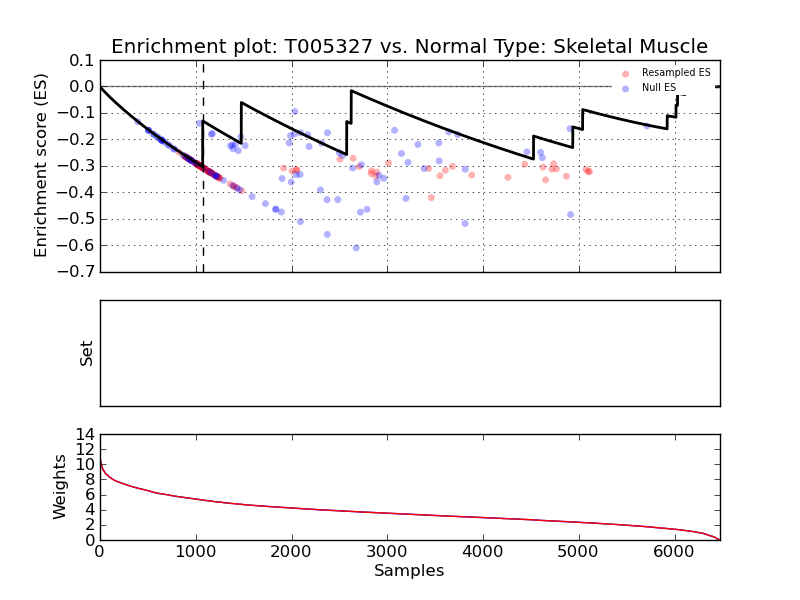 Enrichment plot: T005327 vs. Normal Type: Skeletal Muscle
Enrichment score (ES)
0.1
0.0
−0.1
−0.2
−0.3
−0.4
−0.5
−0.6
−0.7
Resampled ES
Null ES
Set
Weights
14
12
10
8
6
4
2
0
0 1000 2000 3000 4000 5000 6000
Samples